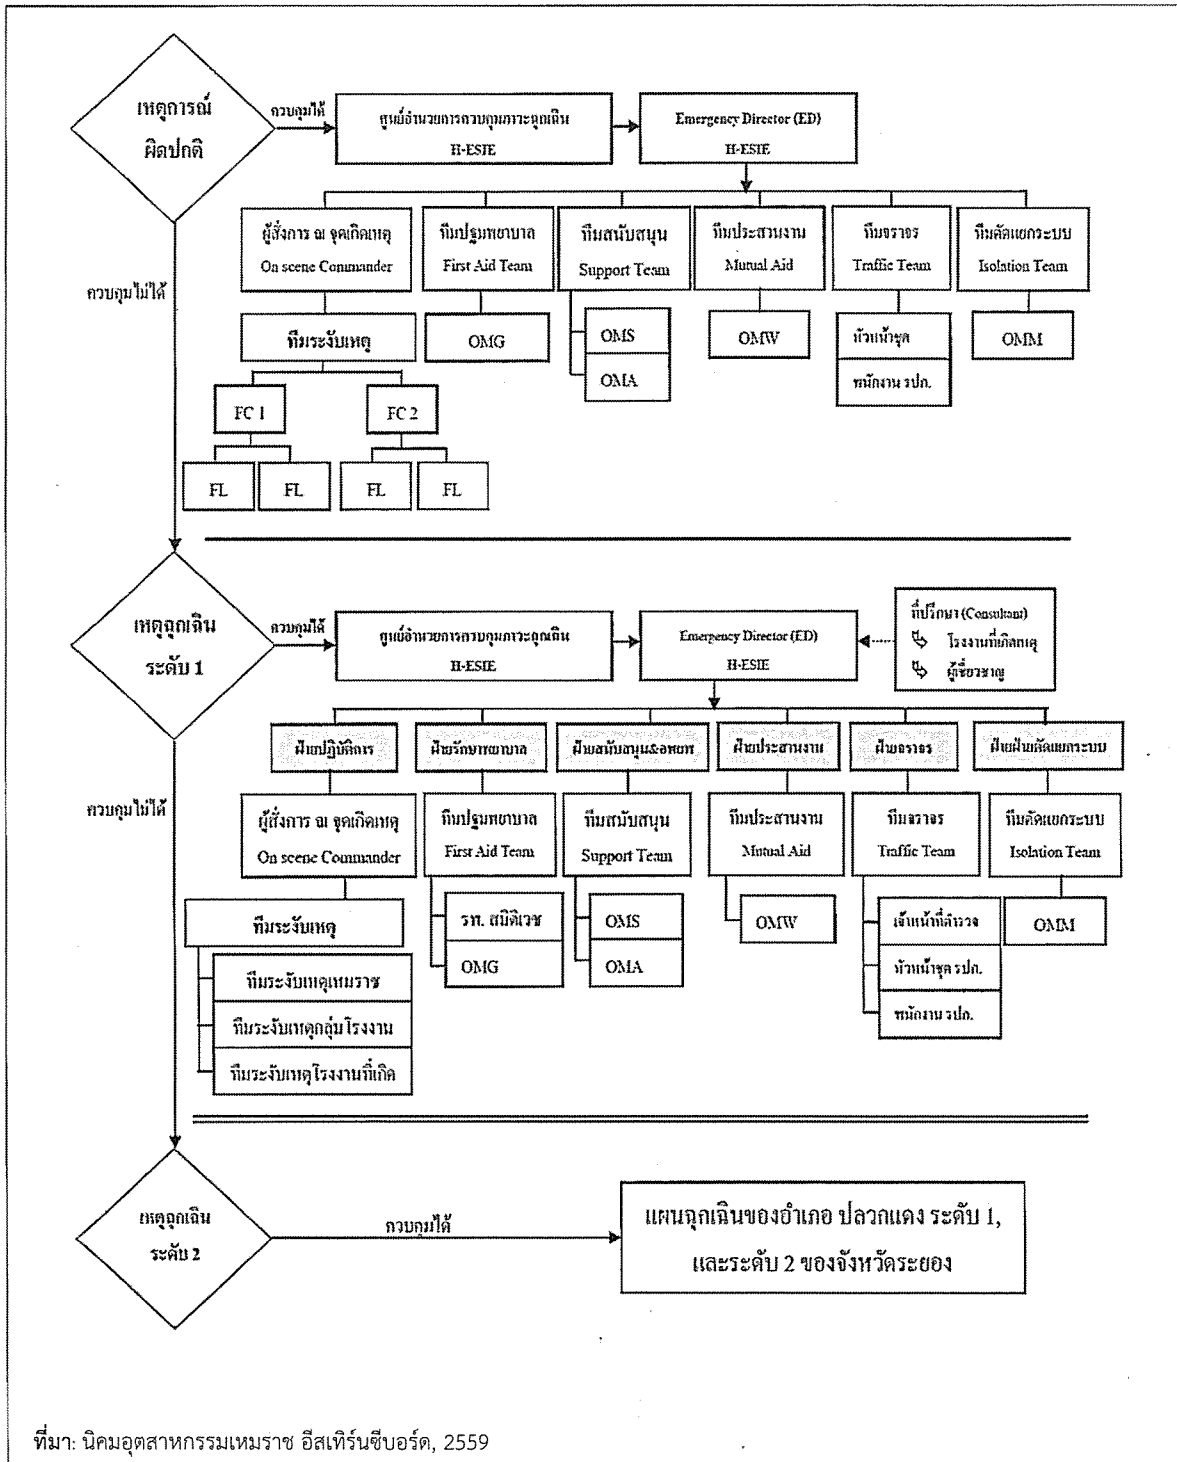 เหตุการณ์
ผิดปกติ
ควบคุมได้
ศูนย์อำนวยการควบคุมภาวะฉุกเฉิน
H-ESIE
Emergency Director (ED)
H-ESIE
ควบคุมไม่ได้
ผู้สั่งการ ณ จุดเกิดเหตุ
On scene Commander
ทีมปฐมพยาบาล
First Aid Team
ทีมสนับสนุน
Support Team
ทีมประสานงาน
Mutual Aid
ทีมจราจร
Traffic Team
ทีมตัดแยกระบบ
Isolation Team
ทีมระงับเหตุ
OMG
OMS
OMA
OMW
หัวหน้าชุด
พนักงาน รปภ.
OMM
FC 1
FC 2
FL
FL
FL
FL
เหตุฉุกเฉิน
ระดับ 1
ควบคุมได้
ศูนย์อำนวยการควบคุมภาวะฉุกเฉิน
H-ESIE
Emergency Director (ED)
H-ESIE
ที่ปรึกษา (Consultant)
โรงงานที่เกิดเหตุ
ผู้เชี่ยวชาญ
ควบคุมไม่ได้
ฝ่ายปฏิบัติการ
ฝ่ายรักษาพยาบาล
ฝ่ายสนับสนุน&อพยพ
ฝ่ายประสานงาน
ฝ่ายจราจร
ฝ่ายฝ่ายตัดแยกระบบ
ผู้สั่งการ ณ จุดเกิดเหตุ
On scene Commander
ทีมปฐมพยาบาล
First Aid Team
ทีมสนับสนุน
Support Team
ทีมประสานงาน
Mutual Aid
ทีมจราจร
Traffic Team
ทีมตัดแยกระบบ
Isolation Team
ทีมระงับเหตุ
ทีมระงับเหตุเหมราช
ทีมระงับเหตุกลุ่มโรงงาน
ทีมระงับเหตุโรงงานที่เกิด
รพ. สมิติเวช
OMG
OMS
OMA
OMW
เจ้าหน้าที่ตำรวจ
หัวหน้าชุด รปภ.
พนักงาน รปภ.
OMM
เหตุฉุกเฉิน
ระดับ 2
ควบคุมได้
แผนฉุกเฉินของอำเภอ ปลวกแดง ระดับ 1,
และระดับ 2 ของจังหวัดระยอง
ที่มา: นิคมอุตสาหกรรมเหมราช อีสเทิร์นซีบอร์ด, 2559